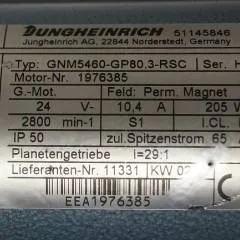 JUNGHEINRICH 51145846
Jungheinrich AG, 22844 Norderstedt, Germany
Typ: GNM5460-GP80.3-RSC Ser.
Motor-Nr. 1976385
G.-Mot. Feld: Perm. Magnet
24 V- 10,4 A 205
2800 min-1 S1 I.CL.
IP 50 zul.Spitzenstrom 65
Planetengetriebe I=29:1
Lieferanten-Nr. 11331 KW 02
EEA1976385